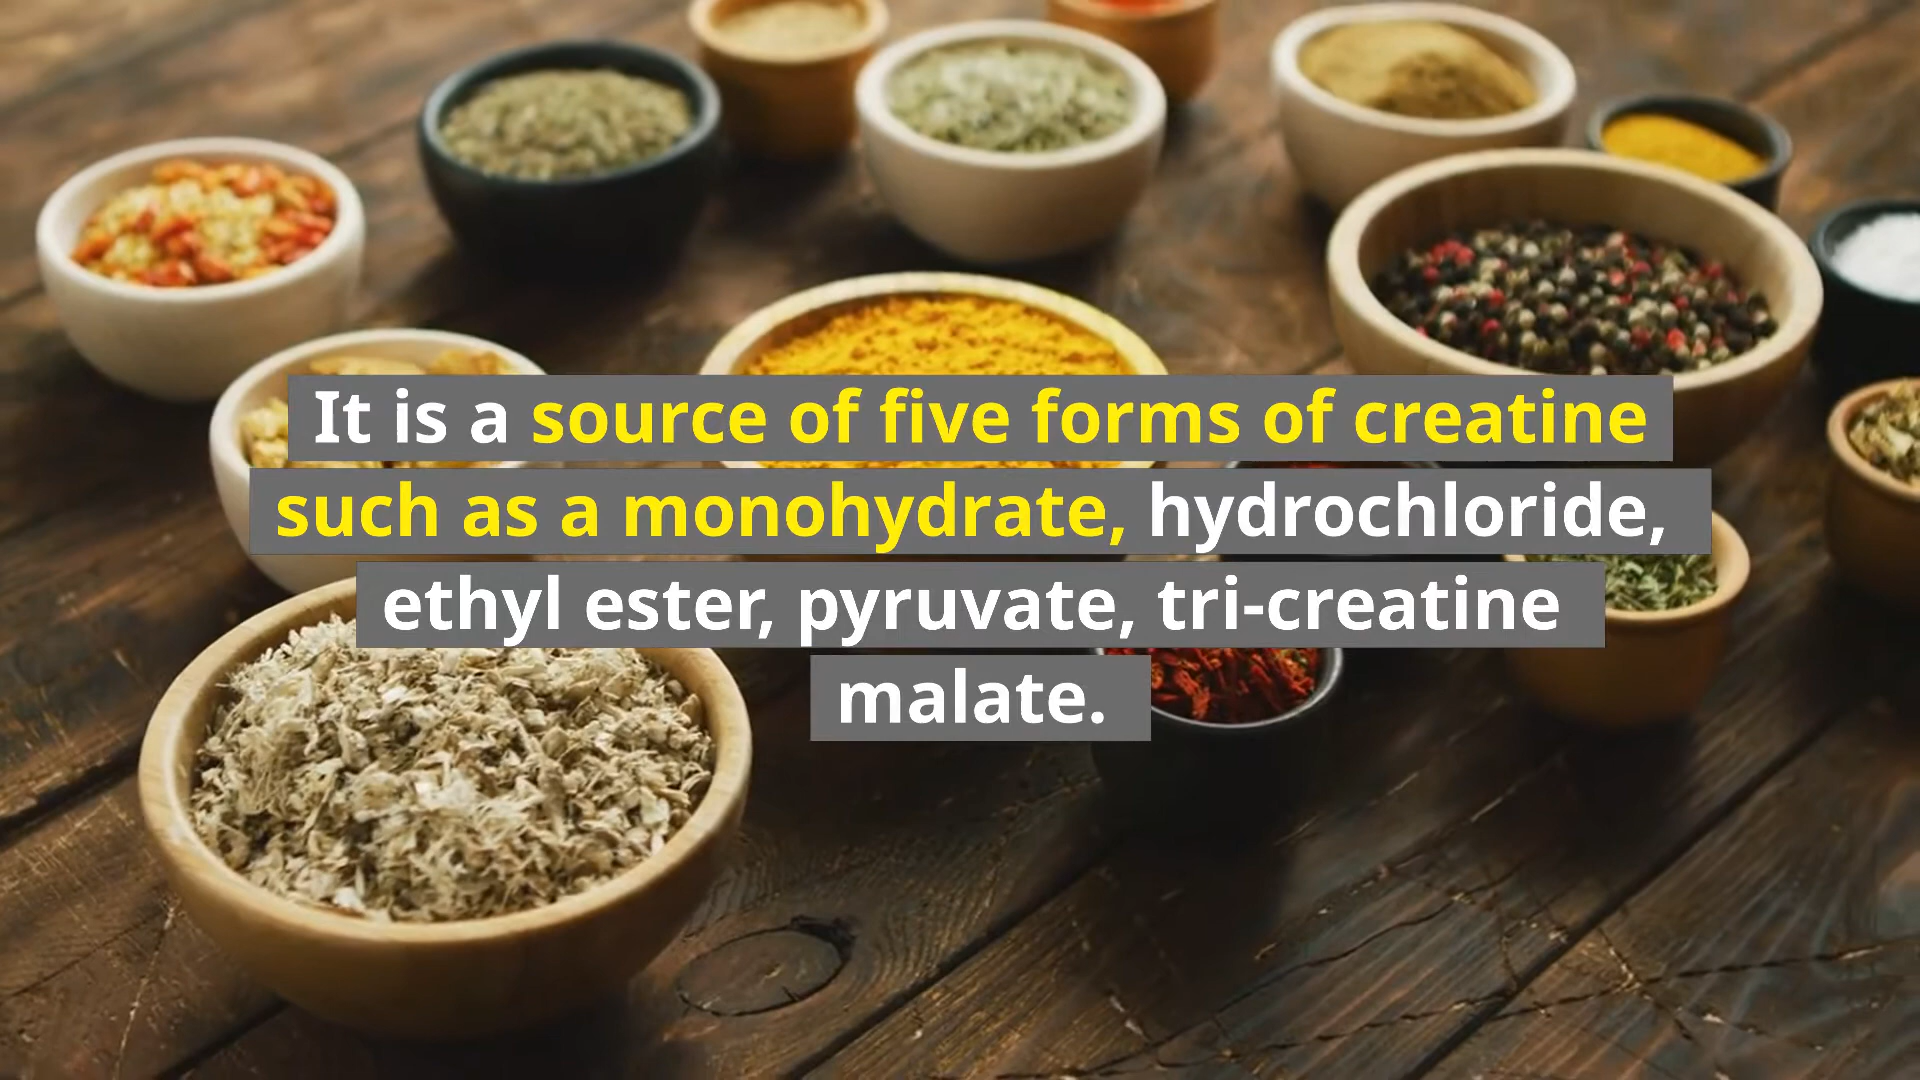 It is a source of five forms of creatine
such as a monohydrate, hydrochloride,
ethyl ester, pyruvate, tri-creatine
malate.